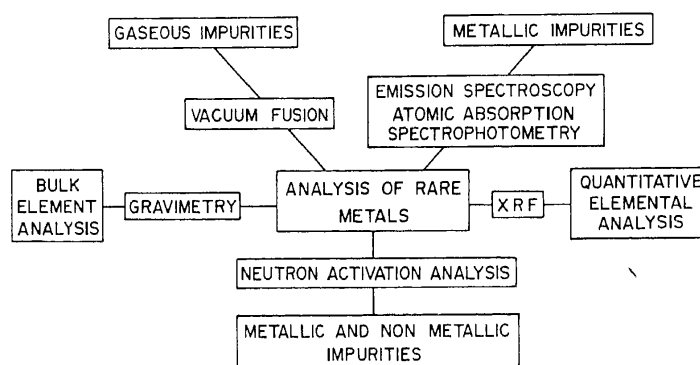 GASEOUS IMPURITIES
METALLIC IMPURITIES
VACUUM FUSION
EMISSION SPECTROSCOPY
ATOMIC ABSORPTION
SPECTROPHOTOMETRY
BULK
ELEMENT
ANALYSIS
GRAVIMETRY
ANALYSIS OF RARE
METALS
XRF
QUANTITATIVE
ELEMENTAL
ANALYSIS
NEUTRON ACTIVATION ANALYSIS
METALLIC AND NON METALLIC
IMPURITIES